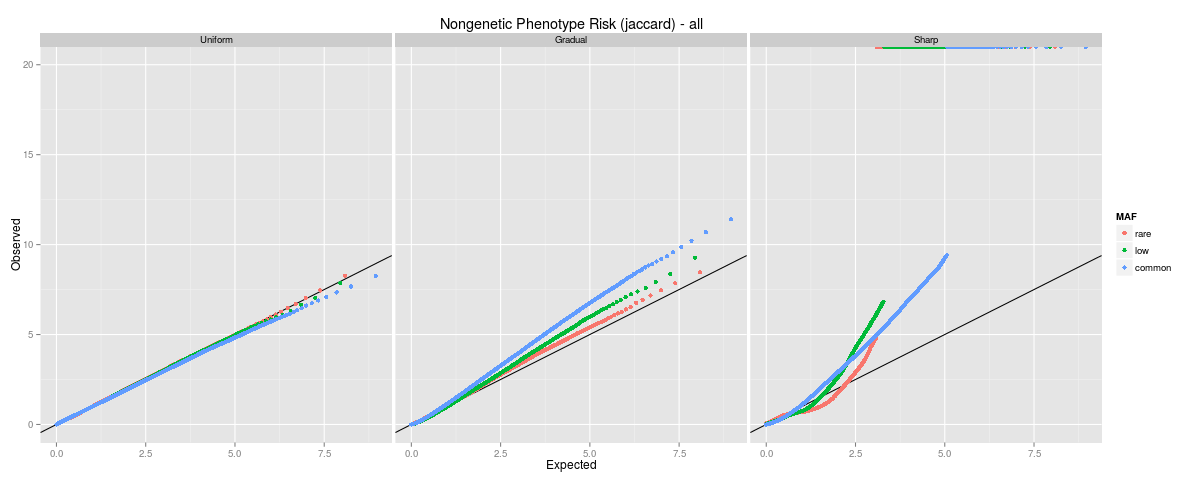 Nongenetic Phenotype Risk (jaccard) - all
Uniform
Gradual
Sharp
20
15
10
5
0
Observed
0.0 2.5 5.0 7.5
0.0 2.5 5.0 7.5
0.0 2.5 5.0 7.5
Expected
MAF
rare
low
common